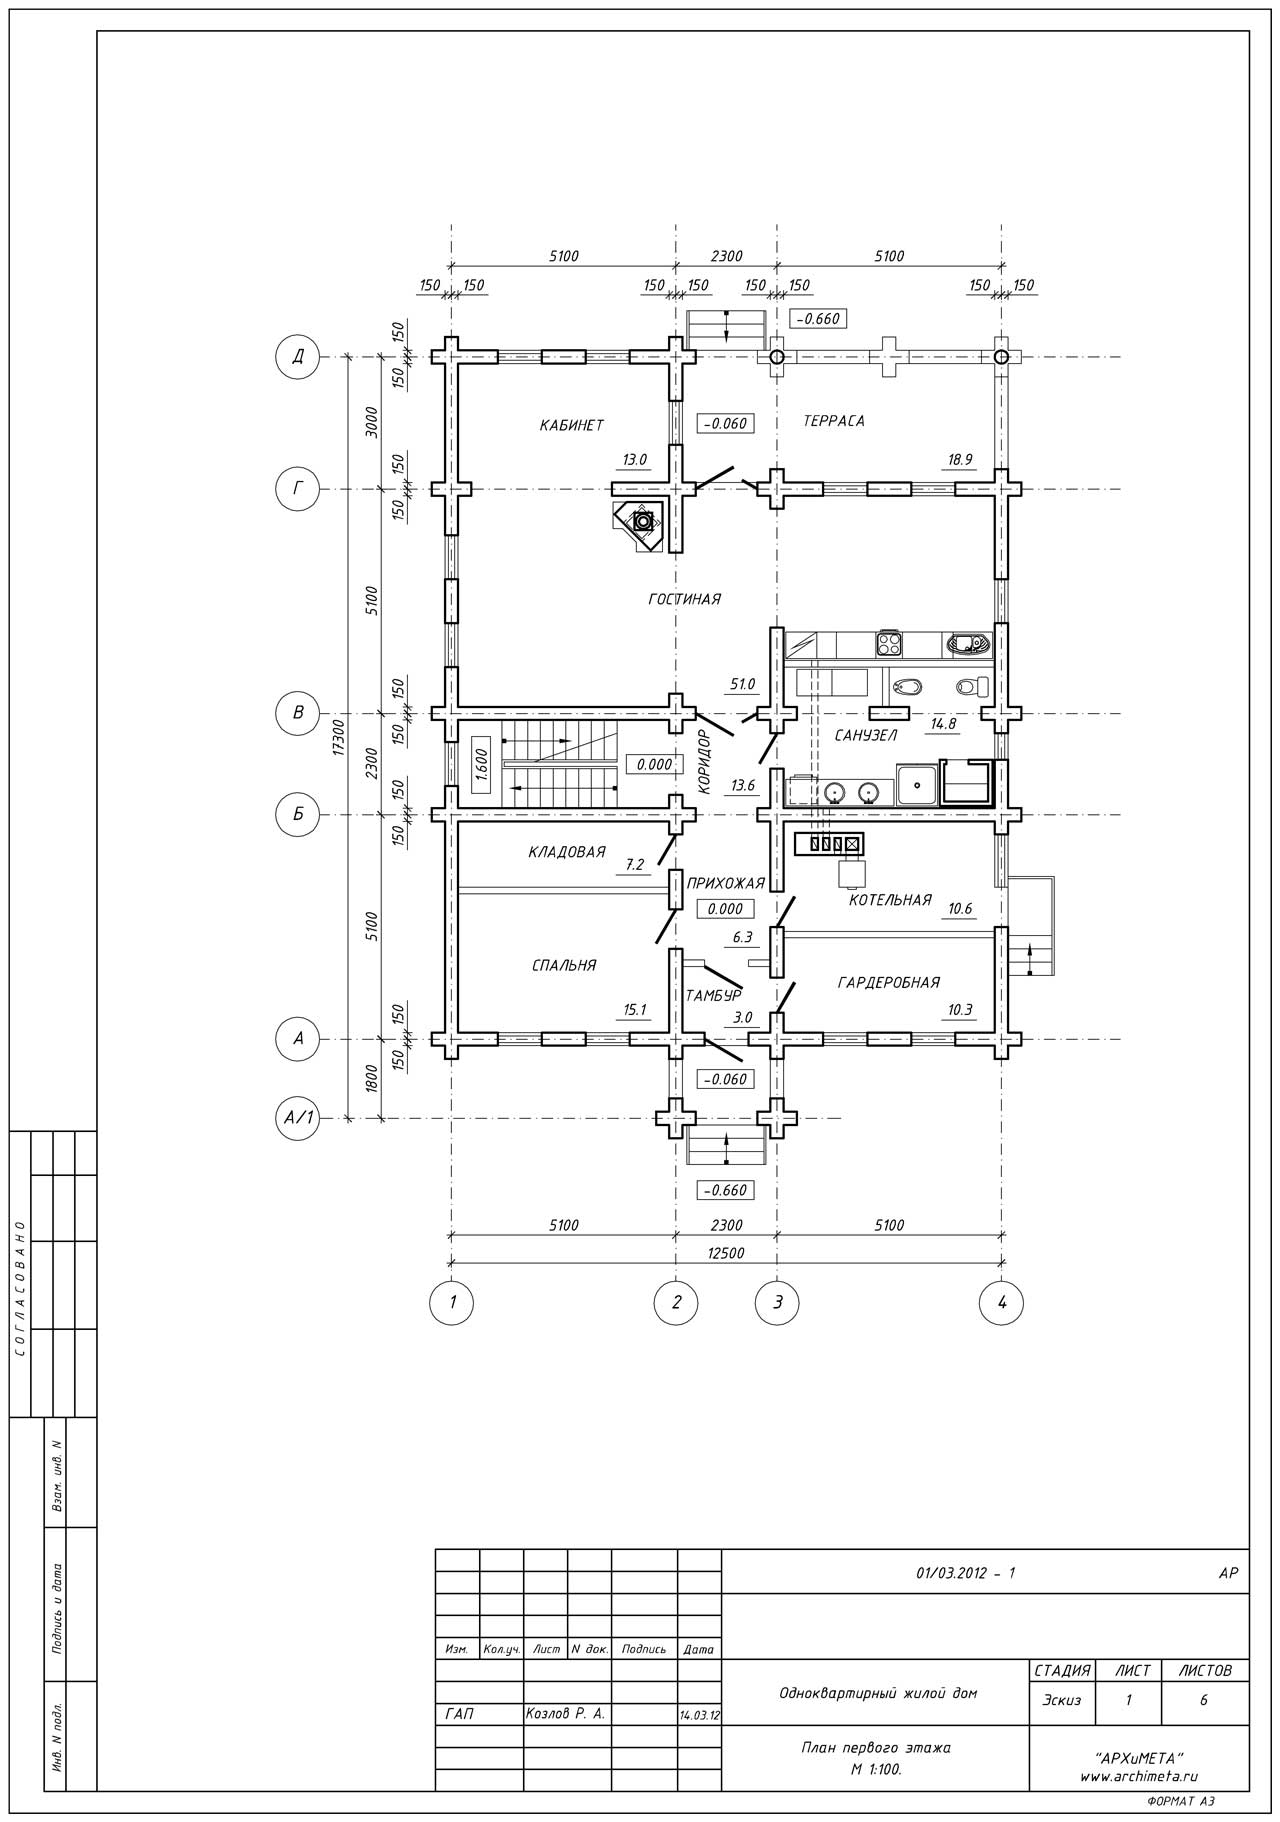 5100 2300 5100
150 150 150 150 150 150 150 150
-0.660
Д
150
150
3000
КАБИНЕТ
-0.060
ТЕРРАСА
13.0
18.9
Г
150
150
5100
ГОСТИНАЯ
51.0
В
150
150
17300
2300
1.600
0.000
КОРИДОР
13.6
САНУЗЕЛ
14.8
Б
150
150
КЛАДОВАЯ
7.2
ПРИХОЖАЯ
0.000
6.3
КОТЕЛЬНАЯ
10.6
5100
СПАЛЬНЯ
15.1
ТАМБУР
3.0
ГАРДЕРОБНАЯ
10.3
А
150
150
1800
-0.060
А/1
-0.660
5100 2300 5100
12500
1 2 3 4
СОГЛАСОВАНО
Взам. инв. N
Подпись и дата
Инв. N подл.
01/03.2012 - 1 АР
Изм. Кол.уч. Лист N док. Подпись Дата
СТАДИЯ ЛИСТ ЛИСТОВ
Одноквартирный жилой дом
Эскиз 1 6
ГАП Козлов Р. А. 14.03.12
План первого этажа
М 1:100.
"АРХиМЕТА"
www.archimeta.ru
ФОРМАТ А3